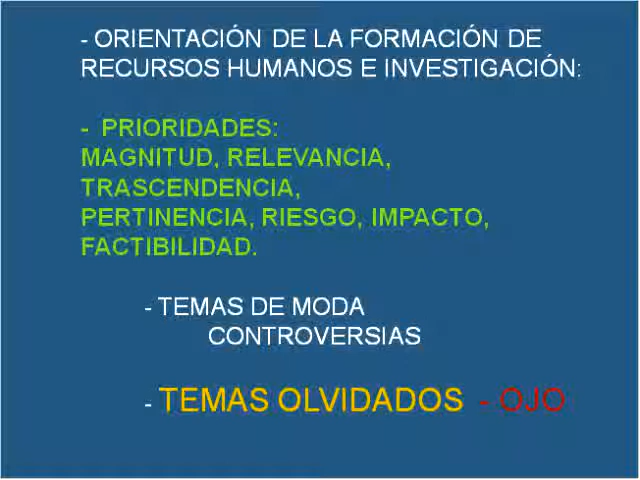 - ORIENTACIÓN DE LA FORMACIÓN DE
RECURSOS HUMANOS E INVESTIGACIÓN:
- PRIORIDADES:
MAGNITUD, RELEVANCIA,
TRASCENDENCIA,
PERTINENCIA, RIESGO, IMPACTO,
FACTIBILIDAD.
- TEMAS DE MODA
CONTROVERSIAS
- TEMAS OLVIDADOS - OJO